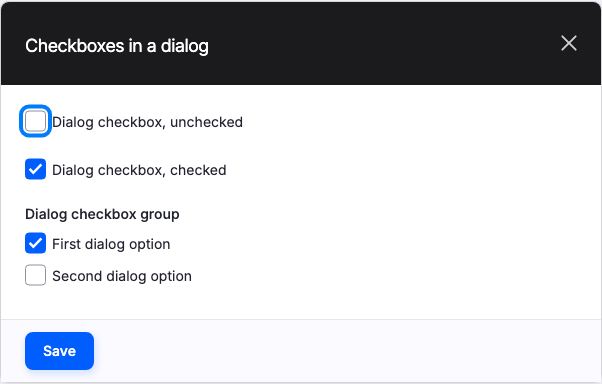 Checkboxes in a dialog
Dialog checkbox, unchecked
Dialog checkbox, checked
Dialog checkbox group
First dialog option
Second dialog option
Save